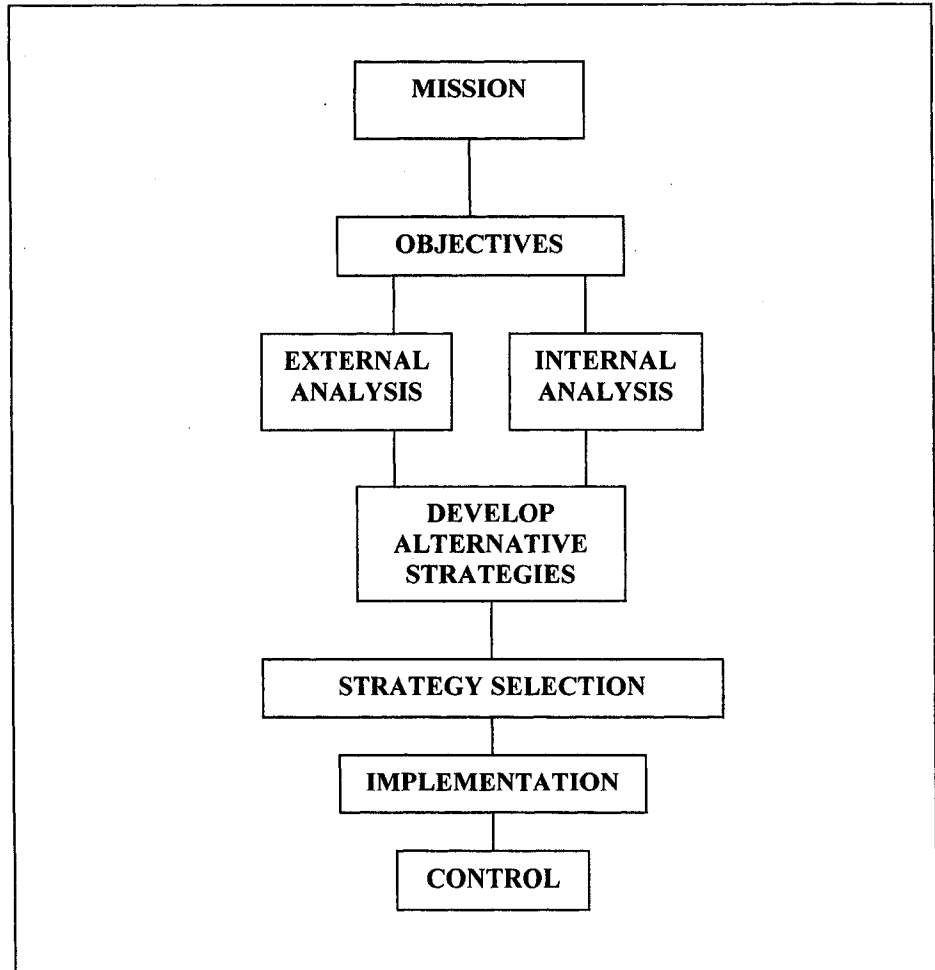 MISSION
OBJECTIVES
EXTERNAL
ANALYSIS
INTERNAL
ANALYSIS
DEVELOP
ALTERNATIVE
STRATEGIES
STRATEGY SELECTION
IMPLEMENTATION
CONTROL